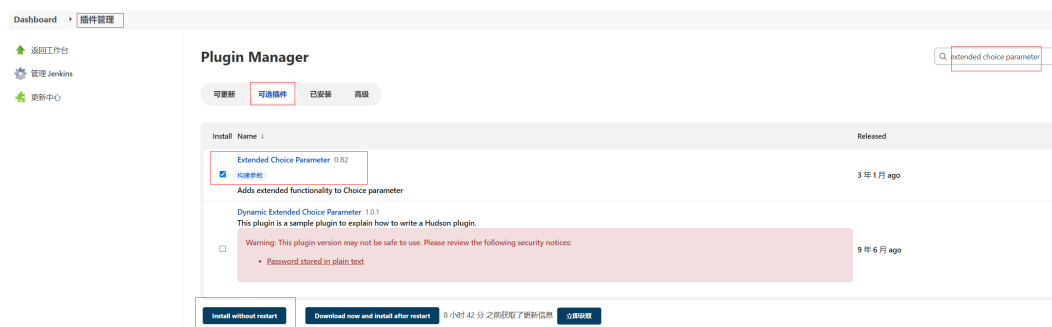 Dashboard 插件管理
返回工作台
管理 Jenkins
更新中心
Plugin Manager
extended choice parameter
可更新 可选插件 已安装 高级
Install Name ↓ Released
Extended Choice Parameter 0.82
构建参数
Adds extended functionality to Choice parameter
3 年 1 月 ago
Dynamic Extended Choice Parameter 1.0.1
This plugin is a sample plugin to explain how to write a Hudson plugin.
Warning: This plugin version may not be safe to use. Please review the following security notices:
• Password stored in plain text
9 年 6 月 ago
Install without restart Download now and install after restart 8 小时 42 分 之前获取了更新信息 立即获取